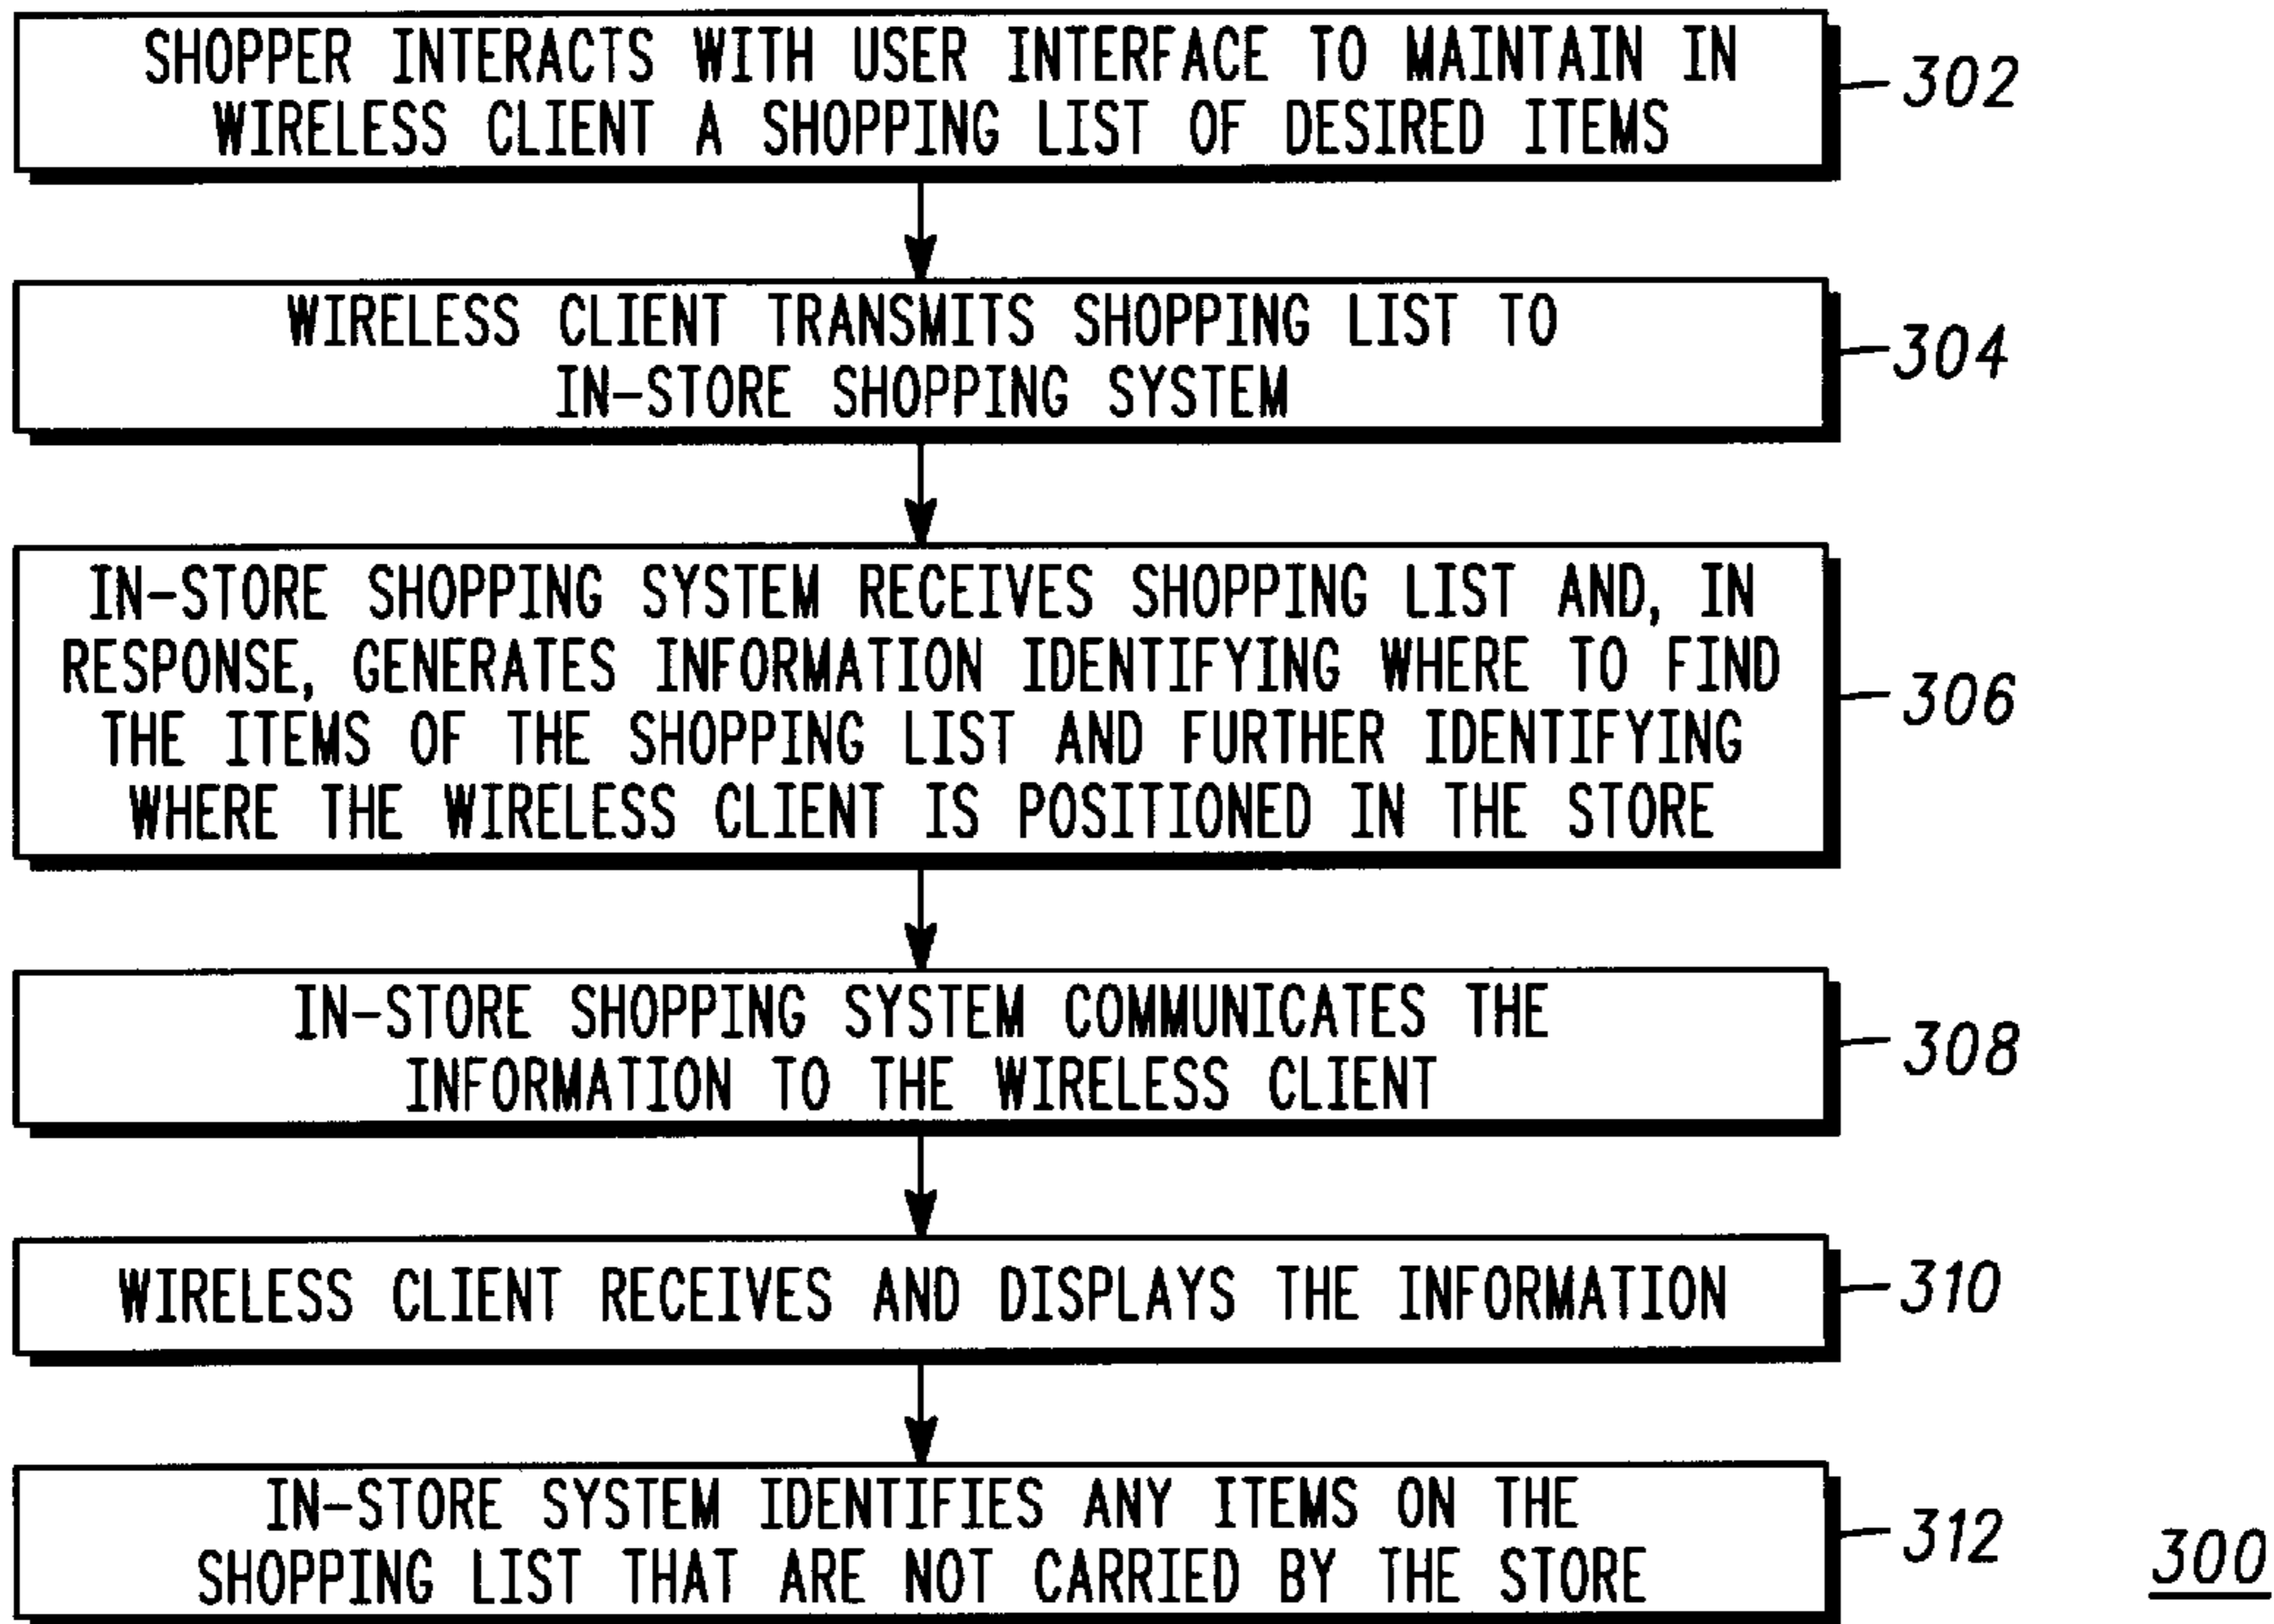 SHOPPER INTERACTS WITH USER INTERFACE TO MAINTAIN IN
WIRELESS CLIENT A SHOPPING LIST OF DESIRED ITEMS
302
WIRELESS CLIENT TRANSMITS SHOPPING LIST TO
IN-STORE SHOPPING SYSTEM
304
IN-STORE SHOPPING SYSTEM RECEIVES SHOPPING LIST AND, IN
RESPONSE, GENERATES INFORMATION IDENTIFYING WHERE TO FIND
THE ITEMS OF THE SHOPPING LIST AND FURTHER IDENTIFYING
WHERE THE WIRELESS CLIENT IS POSITIONED IN THE STORE
306
IN-STORE SHOPPING SYSTEM COMMUNICATES THE
INFORMATION TO THE WIRELESS CLIENT
308
WIRELESS CLIENT RECEIVES AND DISPLAYS THE INFORMATION
310
IN-STORE SYSTEM IDENTIFIES ANY ITEMS ON THE
SHOPPING LIST THAT ARE NOT CARRIED BY THE STORE
312
300